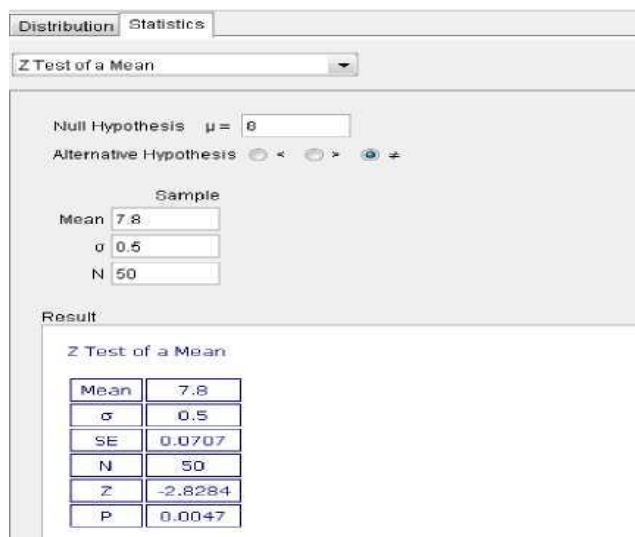 Distribution Statistics
Z Test of a Mean
Null Hypothesis μ = 8
Alternative Hypothesis < > ≠
Sample
Mean 7.8
σ 0.5
N 50
Result
Z Test of a Mean
Mean 7.8
σ 0.5
SE 0.0707
N 50
Z -2.8284
P 0.0047